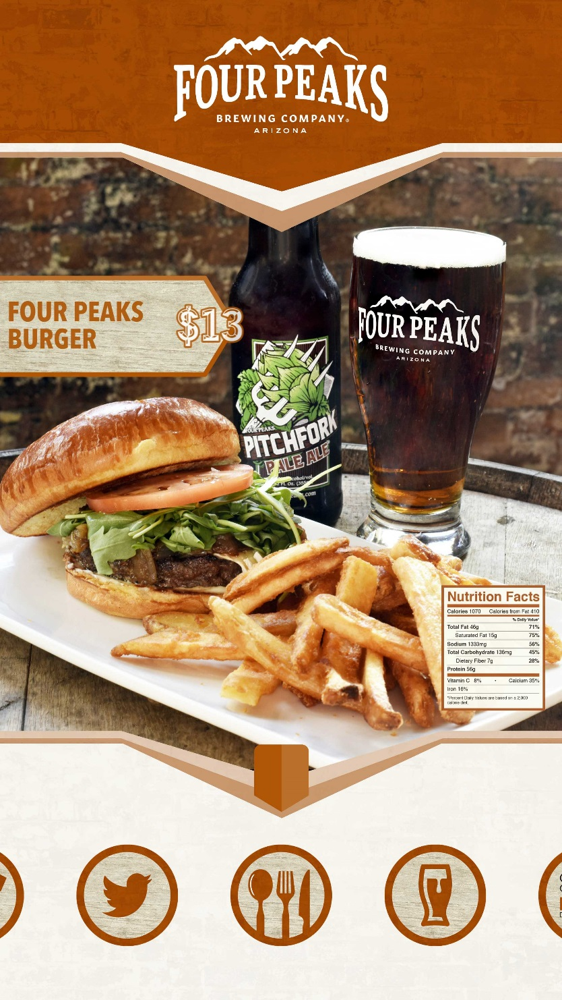 FOUR PEAKS
BREWING COMPANY®
ARIZONA
FOUR PEAKS
BURGER
$13
FOUR PEAKS
BREWING COMPANY
ARIZONA
FOUR PEAKS
PITCHFORK
PALE ALE
Nutrition Facts
Calories 1070 Calories from Fat 410
% Daily Value*
Total Fat 46g 71%
Saturated Fat 15g 75%
Sodium 1333mg 56%
Total Carbohydrate 136mg 45%
Dietary Fiber 7g 28%
Protein 56g
Vitamin C 8% • Calcium 35%
Iron 16%
*Percent Daily Values are based on a 2,000
calorie diet.